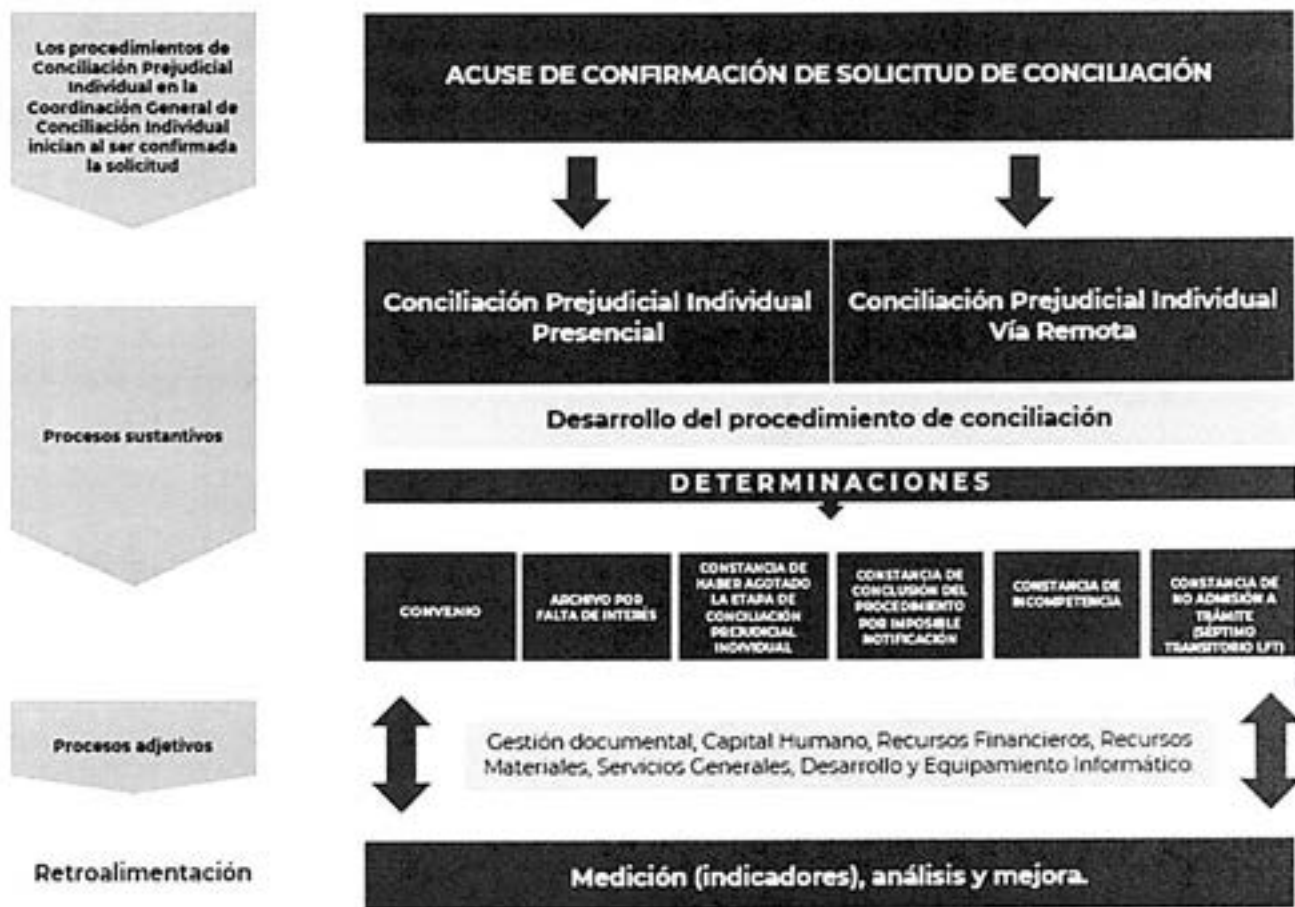 Los procedimientos de
Conciliación Prejudicial
Individual en la
Coordinación General de
Conciliación Individual
inician al ser confirmada
la solicitud
ACUSE DE CONFIRMACIÓN DE SOLICITUD DE CONCILIACIÓN
Conciliación Prejudicial Individual
Presencial
Conciliación Prejudicial Individual
Vía Remota
Procesos sustantivos
Desarrollo del procedimiento de conciliación
DETERMINACIONES
CONVENIO
ARCHIVO POR
FALTA DE INTERÉS
CONSTANCIA DE
HABER AGOTADO
LA ETAPA DE
CONCILIACIÓN
PREJUDICIAL
INDIVIDUAL
CONSTANCIA DE
CONCLUSIÓN DEL
PROCEDIMIENTO
POR IMPOSIBLE
NOTIFICACIÓN
CONSTANCIA DE
INCOMPETENCIA
CONSTANCIA DE
NO ADMISIÓN A
TRÁMITE
(SÉPTIMO
TRANSITORIO LFT)
Procesos adjetivos
Gestión documental, Capital Humano, Recursos Financieros, Recursos
Materiales, Servicios Generales, Desarrollo y Equipamiento Informático
Retroalimentación
Medición (indicadores), análisis y mejora.